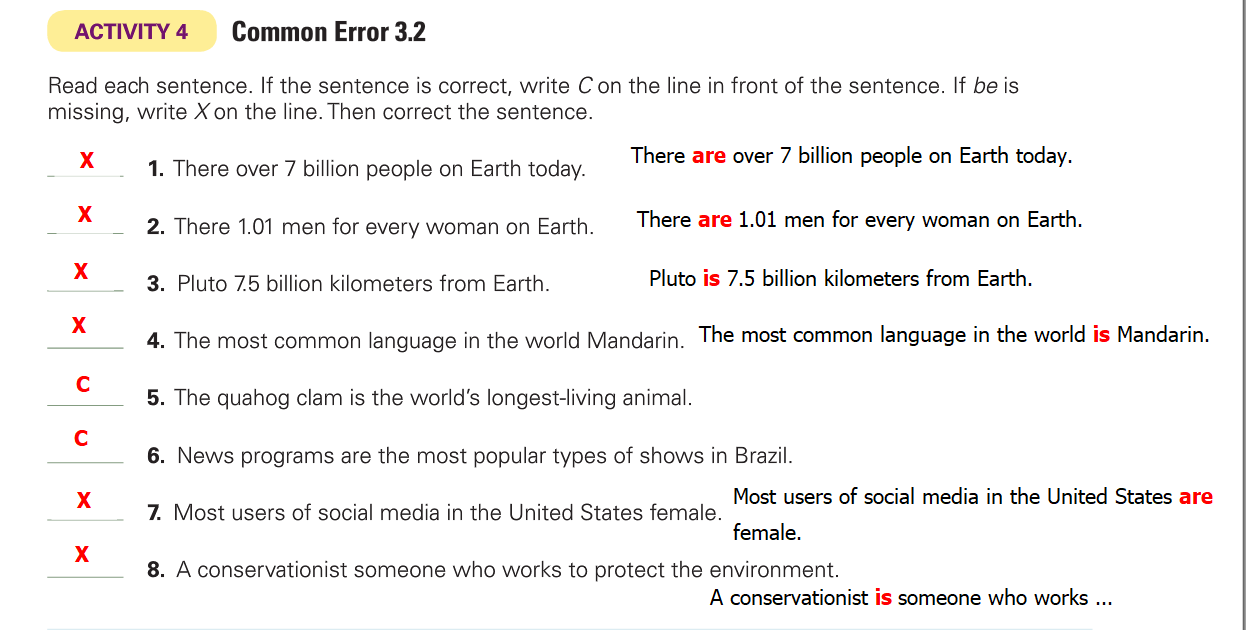 ACTIVITY 4 Common Error 3.2
Read each sentence. If the sentence is correct, write C on the line in front of the sentence. If be is
missing, write X on the line. Then correct the sentence.
X 1. There over 7 billion people on Earth today. There are over 7 billion people on Earth today.
X 2. There 1.01 men for every woman on Earth. There are 1.01 men for every woman on Earth.
X 3. Pluto 7.5 billion kilometers from Earth. Pluto is 7.5 billion kilometers from Earth.
X 4. The most common language in the world Mandarin. The most common language in the world is Mandarin.
C 5. The quahog clam is the world's longest-living animal.
C 6. News programs are the most popular types of shows in Brazil.
X 7. Most users of social media in the United States female. Most users of social media in the United States are
female.
X 8. A conservationist someone who works to protect the environment.
A conservationist is someone who works ...